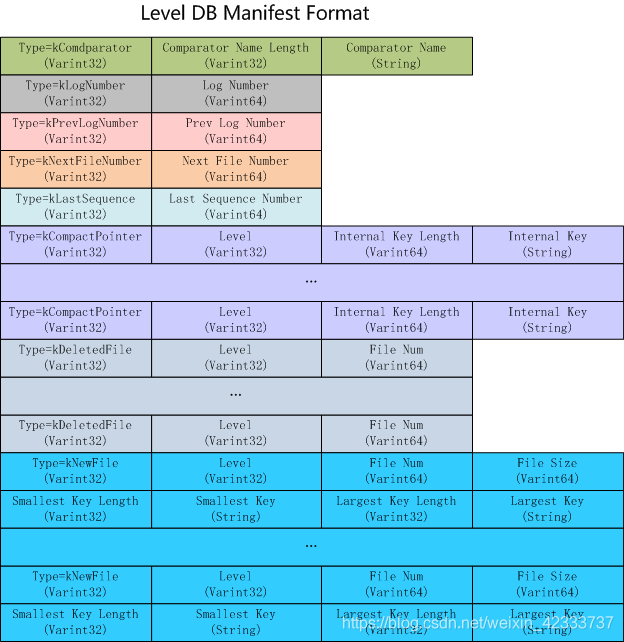 Level DB Manifest Format
Type=kComdparator Comparator Name Length Comparator Name
(Varint32) (Varint32) (String)
Type=kLogNumber Log Number
(Varint32) (Varint64)
Type=kPrevLogNumber Prev Log Number
(Varint32) (Varint64)
Type=kNextFileNumber Next File Number
(Varint32) (Varint64)
Type=kLastSequence Last Sequence Number
(Varint32) (Varint64)
Type=kCompactPointer Level Internal Key Length Internal Key
(Varint32) (Varint32) (Varint64) (String)
...
Type=kCompactPointer Level Internal Key Length Internal Key
(Varint32) (Varint32) (Varint64) (String)
Type=kDeletedFile Level File Num
(Varint32) (Varint32) (Varint64)
...
Type=kDeletedFile Level File Num
(Varint32) (Varint32) (Varint64)
Type=kNewFile Level File Num File Size
(Varint32) (Varint32) (Varint64) (Varint64)
Smallest Key Length Smallest Key Largest Key Length Largest Key
(Varint32) (String) (Varint32) (String)
...
Type=kNewFile Level File Num File Size
(Varint32) (Varint32) (Varint64) (Varint64)
Smallest Key Length Smallest Key Largest Key Length Largest Key
(Varint32) (String) (Varint32) (String)
https://blog.csdn.net/weixin_42333737